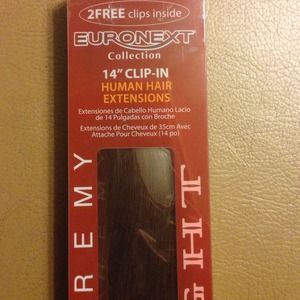 2FREE clips inside
EURONEXT
Collection
14" CLIP-IN
HUMAN HAIR
EXTENSIONS
Extensiones de Cabello Humano Lacio
de 14 Pulgadas con Broche
Extensions de Cheveux de 35cm Avec
Attache Pour Cheveux (14 po)
REMY
GHT